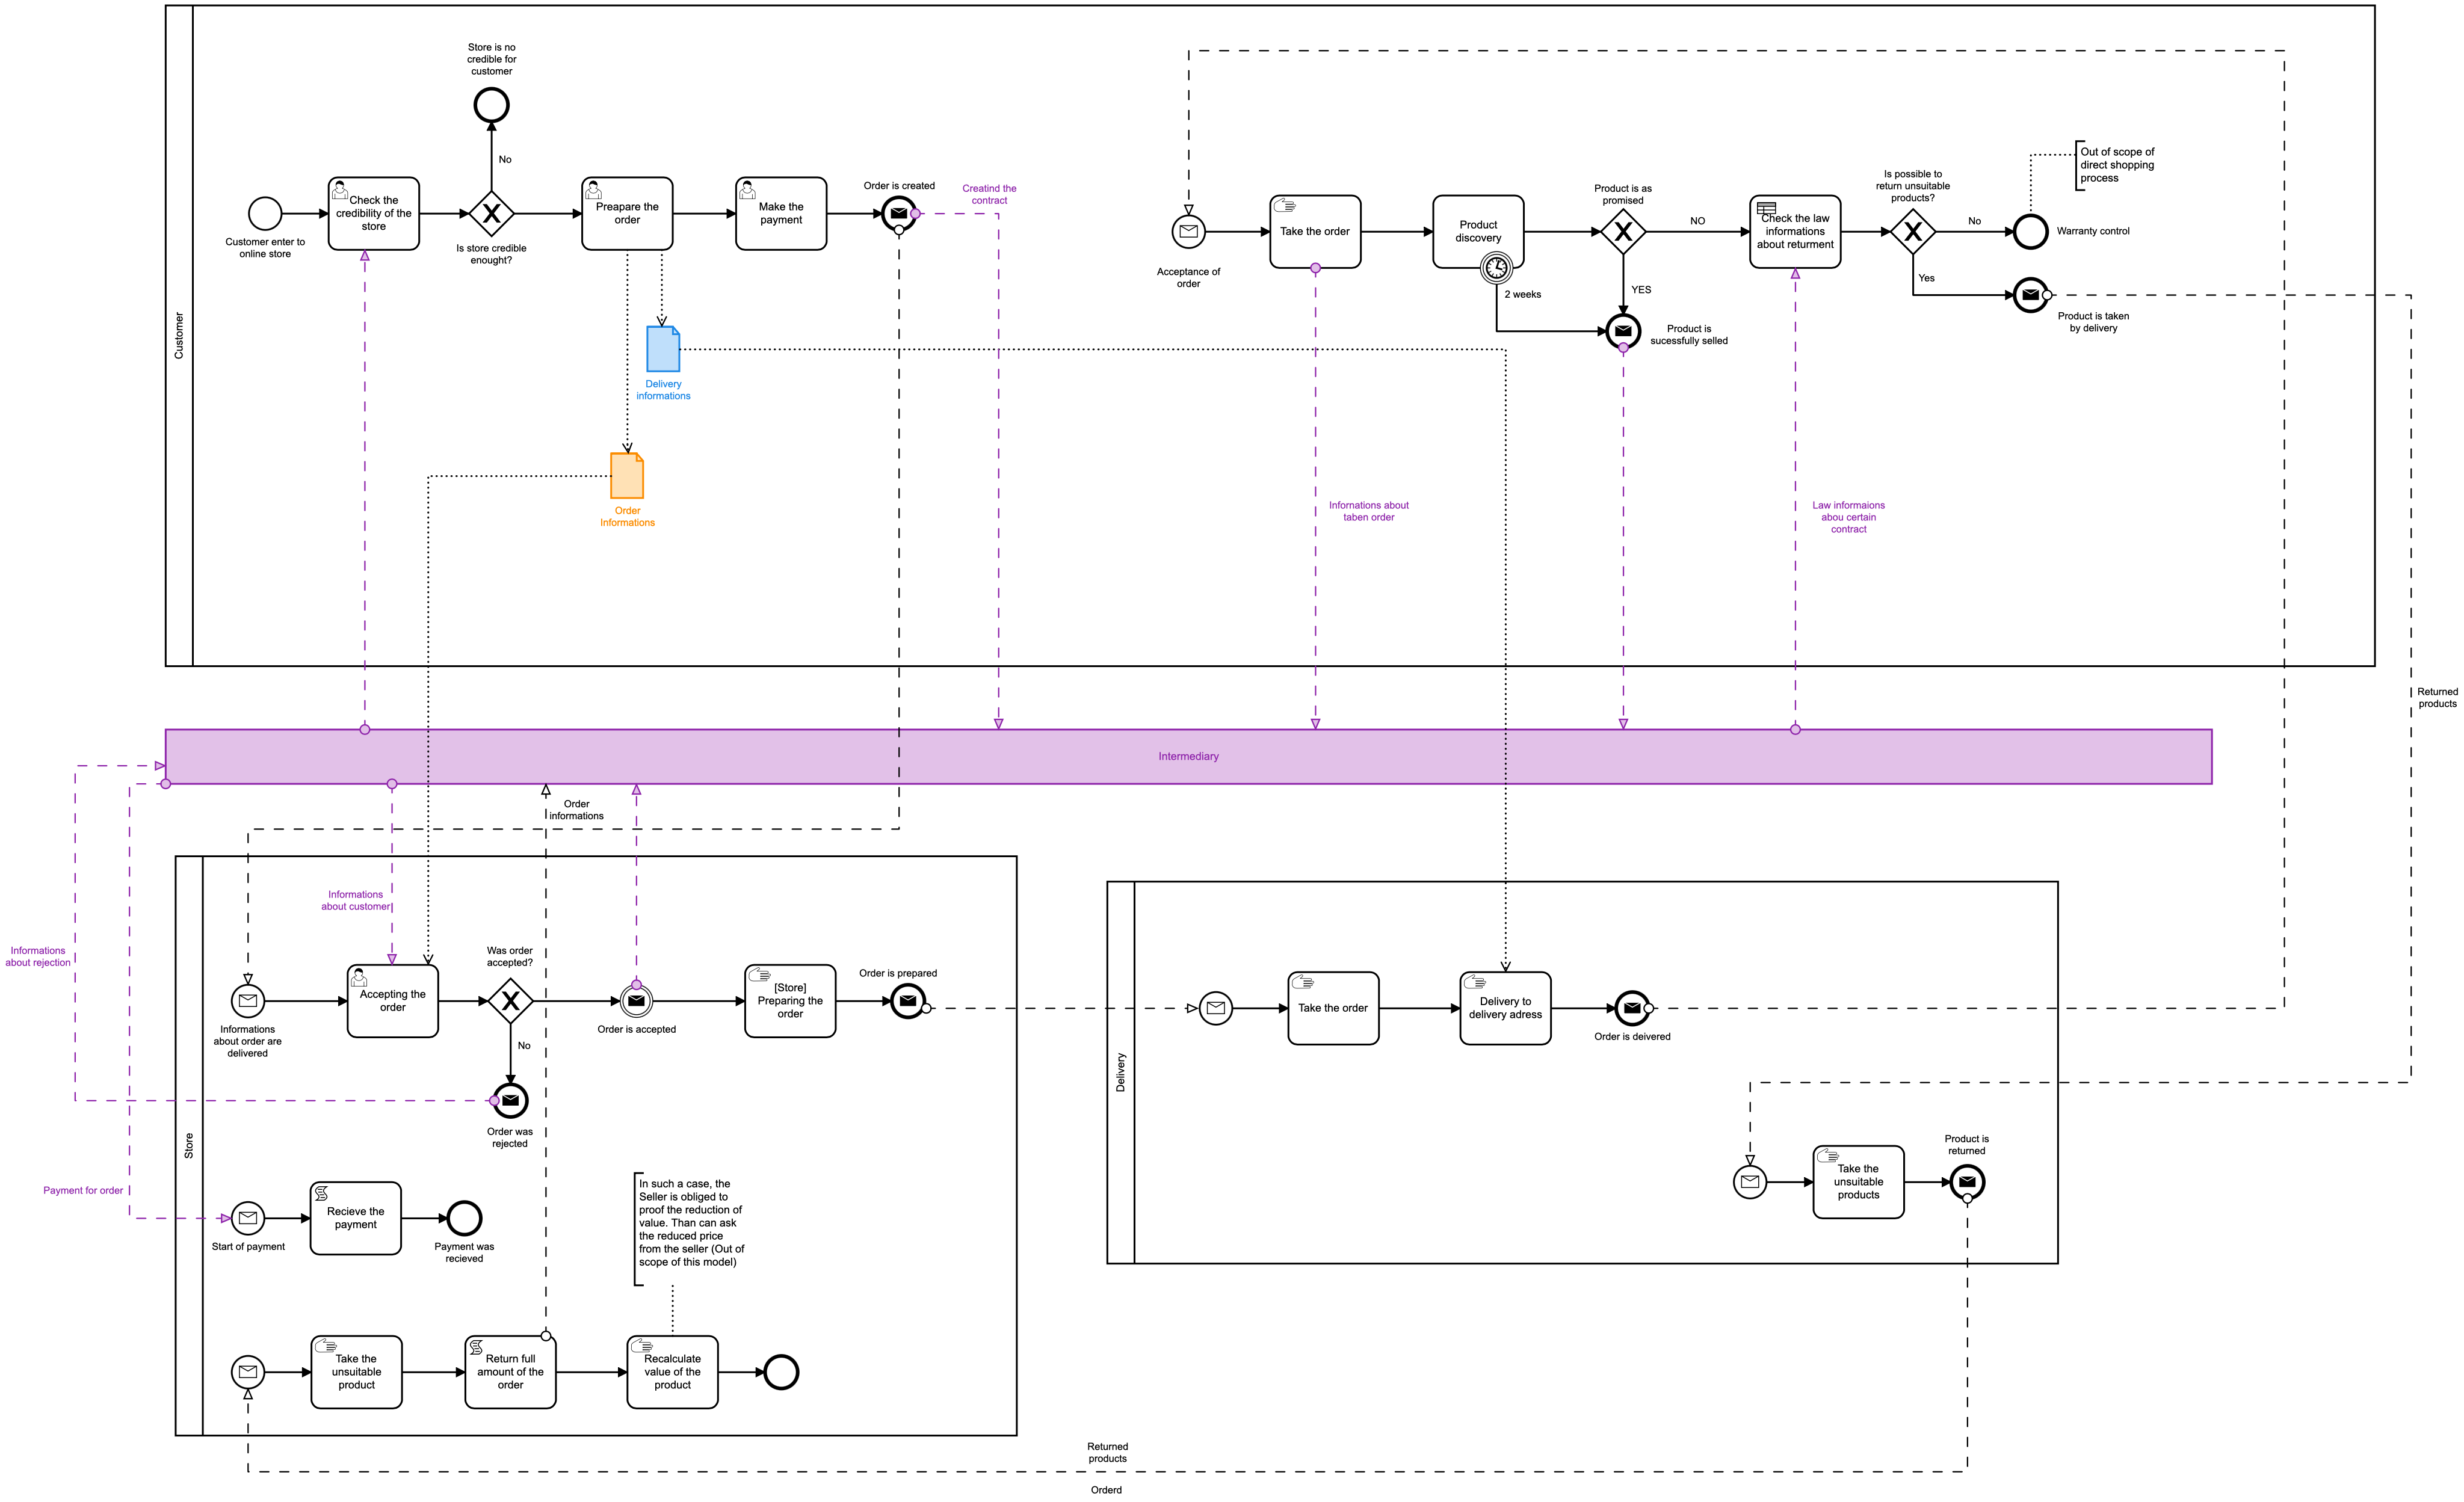 Store is no
credible for
customer
No
Check the
credibility of the
store
Customer enter to
online store
Is store credible
enought?
Preapare the
order
Make the
payment
Order is created
Creatind the
contract
Delivery
informations
Order
Informations
Customer
Acceptance of
order
Take the order
Product
discovery
2 weeks
Product is as
promised
NO
YES
Product is
sucessfully selled
Check the law
informations
about returment
Is possible to
return unsuitable
products?
No
Yes
Out of scope of
direct shopping
process
Warranty control
Product is taken
by delivery
Infornations about
taben order
Law informaions
abou certain
contract
Returned
products
Intermediary
Order
informations
Informations
about customer
Informations
about rejection
Payment for order
Store
Informations
about order are
delivered
Accepting the
order
Was order
accepted?
No
Order was
rejected
Order is accepted
[Store]
Preparing the
order
Order is prepared
Start of payment
Recieve the
payment
Payment was
recieved
In such a case, the
Seller is obliged to
proof the reduction of
value. Than can ask
the reduced price
from the seller (Out of
scope of this model)
Take the
unsuitable
product
Return full
amount of the
order
Recalculate
value of the
product
Delivery
Take the order
Delivery to
delivery adress
Order is deivered
Take the
unsuitable
products
Product is
returned
Returned
products
Orderd